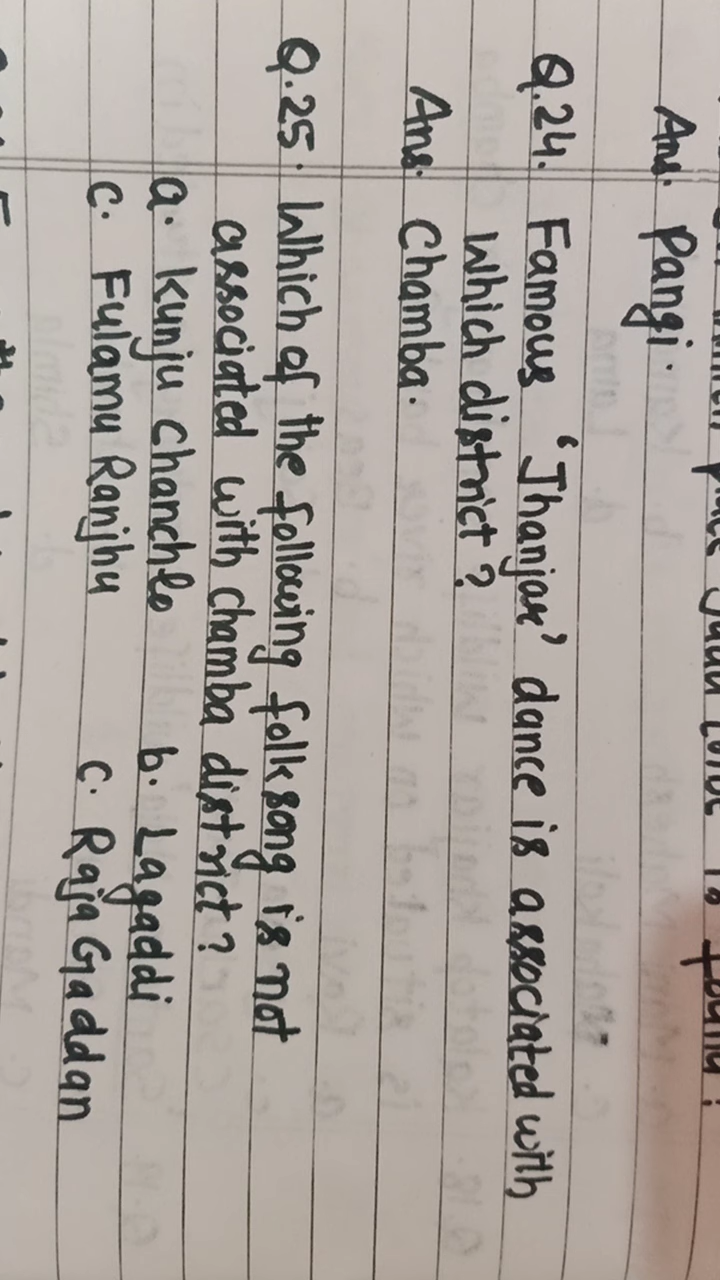 Ans. Pangi.
Q.24. Famous 'Jhanjar' dance is associated with
which district?
Ans. Chamba.
Q.25. Which of the following folk song is not
associated with chamba district?
a. Kunju Chanchlo b. Lagaddi
c. Fulamu Ranjhu c. Raja Gaddan